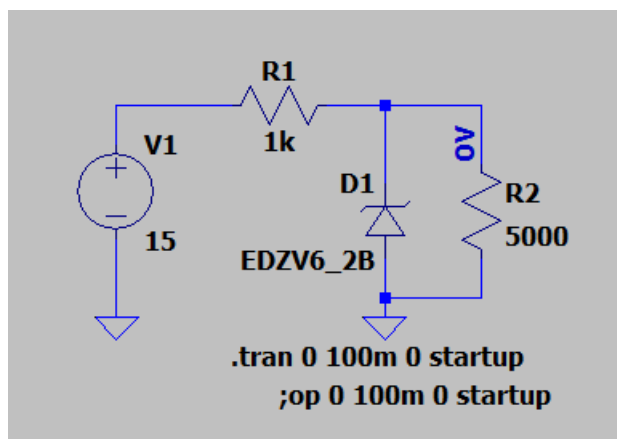 R1
1k
V1
15
D1
EDZV6_2B
OV
R2
5000
.tran 0 100m 0 startup
;op 0 100m 0 startup